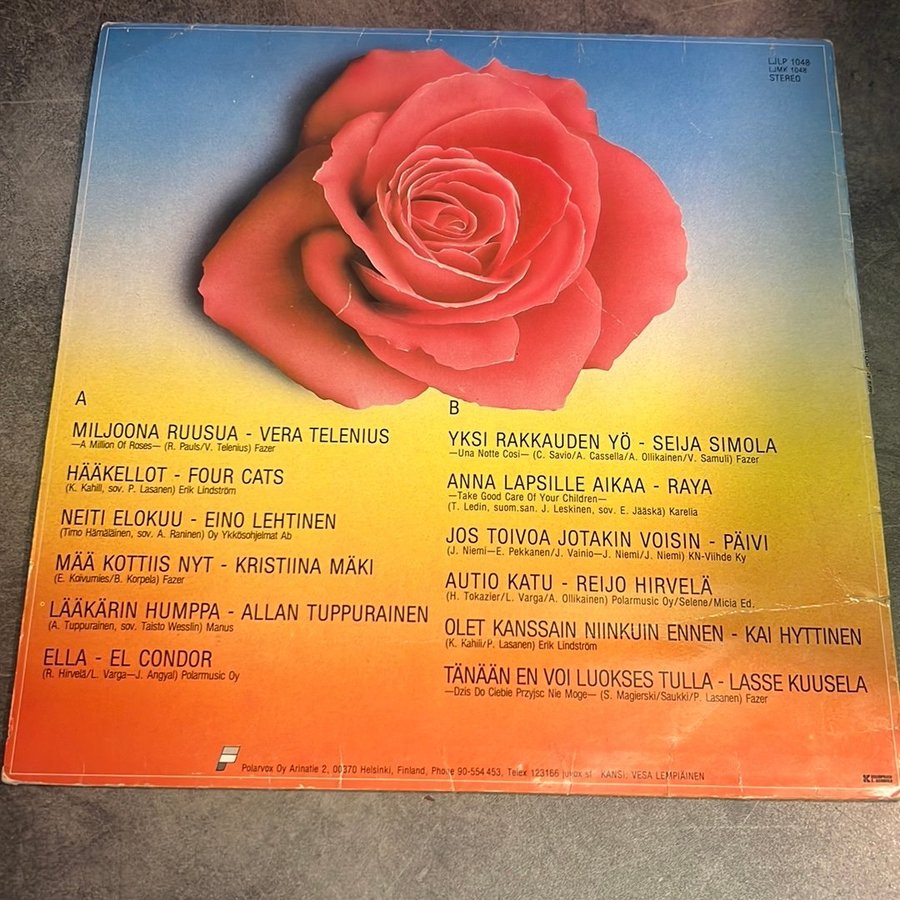 LJLP 1048
LJMK 1048
STEREO
A
MILJOONA RUUSUA - VERA TELENIUS
—A Million Of Roses— (R. Pauls/V. Telenius) Fazer
HÄÄKELLOT - FOUR CATS
(K. Kahill, sov. P. Lasanen) Erik Lindström
NEITI ELOKUU - EINO LEHTINEN
(Timo Hämäläinen, sov. A. Raninen) Oy Ykkösohjelmat Ab
MÄÄ KOTTIIS NYT - KRISTIINA MÄKI
(E. Koivumies/B. Korpela) Fazer
LÄÄKÄRIN HUMPPA - ALLAN TUPPURAINEN
(A. Tuppurainen, sov. Taisto Wesslin) Manus
ELLA - EL CONDOR
(R. Hirvelä/L. Varga—J. Angyal) Polarmusic Oy
B
YKSI RAKKAUDEN YÖ - SEIJA SIMOLA
—Una Notte Cosi— (C. Savio/A. Cassella/A. Ollikainen/V. Samuli) Fazer
ANNA LAPSILLE AIKAA - RAYA
—Take Good Care Of Your Children—
(T. Ledin, suom.san. J. Leskinen, sov. E. Jääskä) Karelia
JOS TOIVOA JOTAKIN VOISIN - PÄIVI
(J. Niemi—E. Pekkanen/J. Vainio—J. Niemi/J. Niemi) KN-Viihde Ky
AUTIO KATU - REIJO HIRVELÄ
(H. Tokazier/L. Varga/A. Ollikainen) Polarmusic Oy/Selene/Micia Ed.
OLET KANSSAIN NIINKUIN ENNEN - KAI HYTTINEN
(K. Kahili/P. Lasanen) Erik Lindström
TÄNÄÄN EN VOI LUOKSES TULLA - LASSE KUUSELA
—Dzis Do Ciebie Przyjsc Nie Moge— (S. Magierski/Saukki/P. Lasanen) Fazer
Polarvox Oy Arinatie 2, 00370 Helsinki, Finland, Phone 90-554 453, Telex 123166 jukox sf KANSI: VESA LEMPIÄINEN